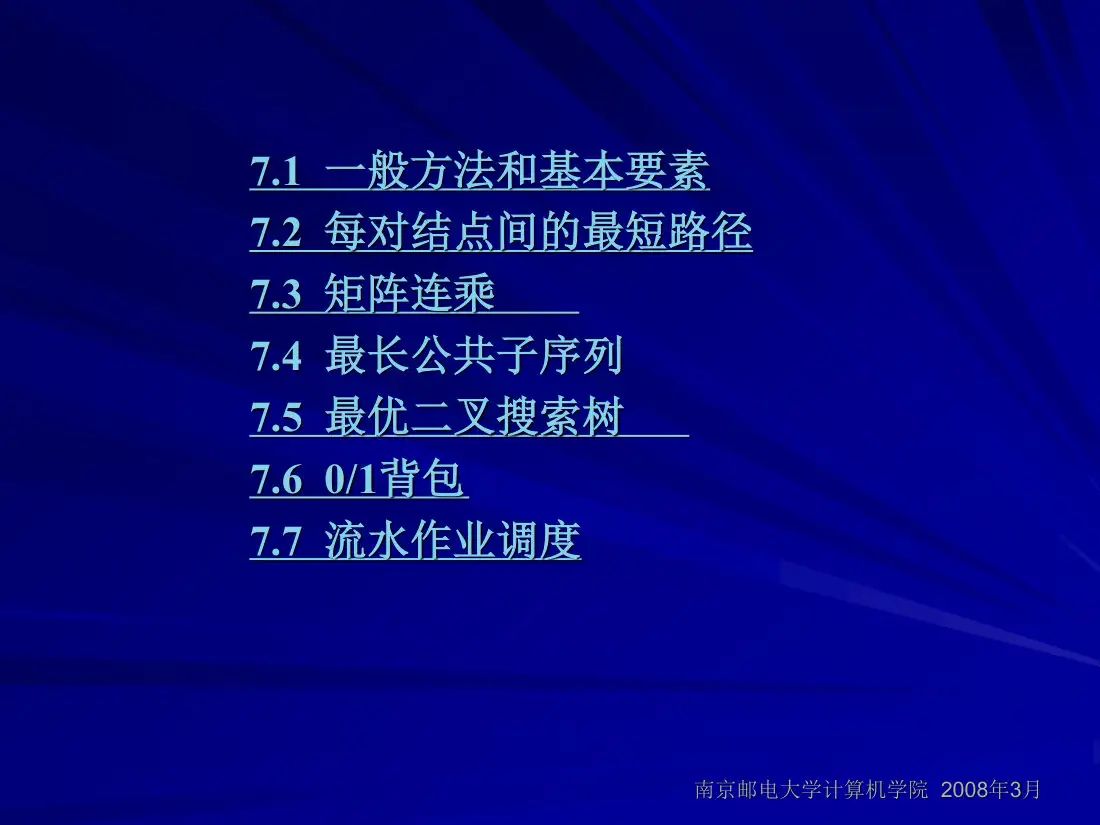 7.1 一般方法和基本要素
7.2 每对结点间的最短路径
7.3 矩阵连乘
7.4 最长公共子序列
7.5 最优二叉搜索树
7.6 0/1背包
7.7 流水作业调度
南京邮电大学计算机学院 2008年3月